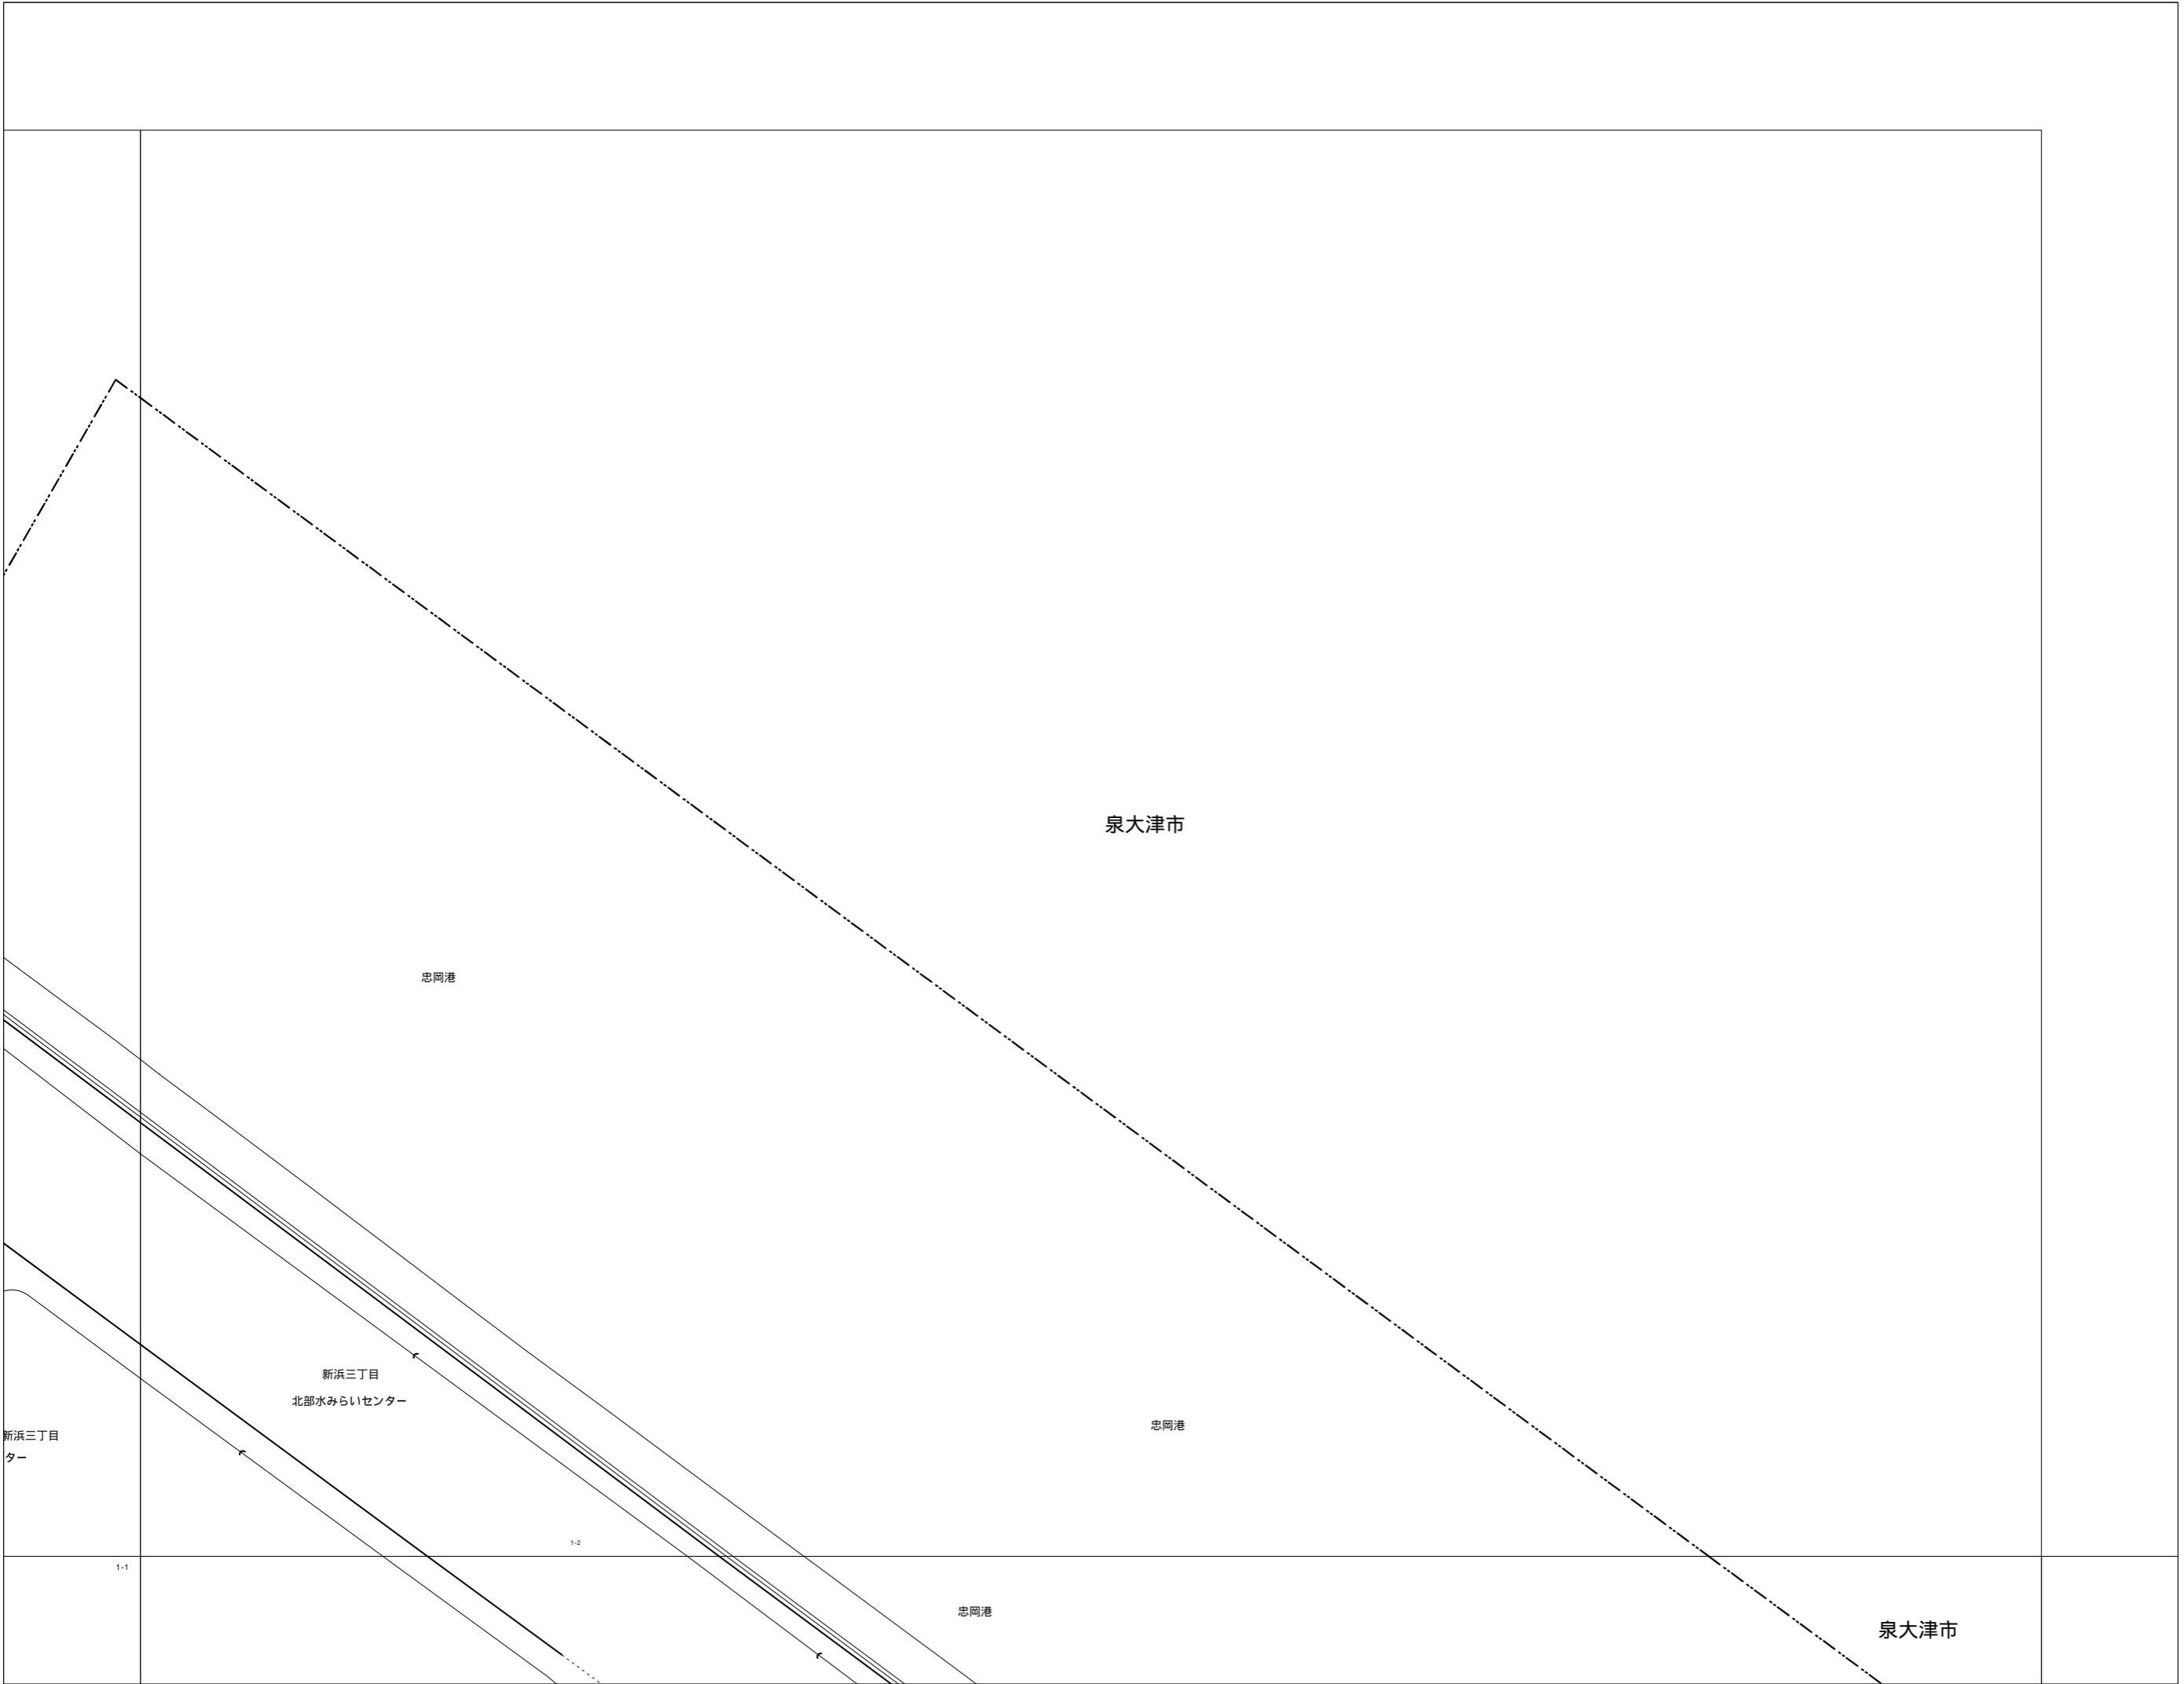 泉大津市
忠岡港
新浜三丁目
北部水みらいセンター
忠岡港
新浜三丁目
ター
1-2
1-1
忠岡港
泉大津市